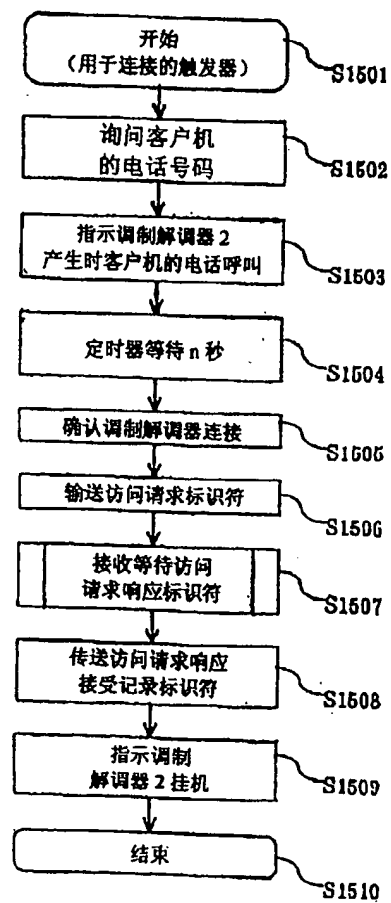 开始
（用于连接的触发器）
S1501
询问客户机
的电话号码
S1502
指示调制解调器2
产生时客户机的电话呼叫
S1503
定时器等待n秒
S1504
确认调制解调器连接
S1505
输送访问请求标识符
S1506
接收等待访问
请求响应标识符
S1507
传送访问请求响应
接受记录标识符
S1508
指示调制
解调器2挂机
S1509
结束
S1510